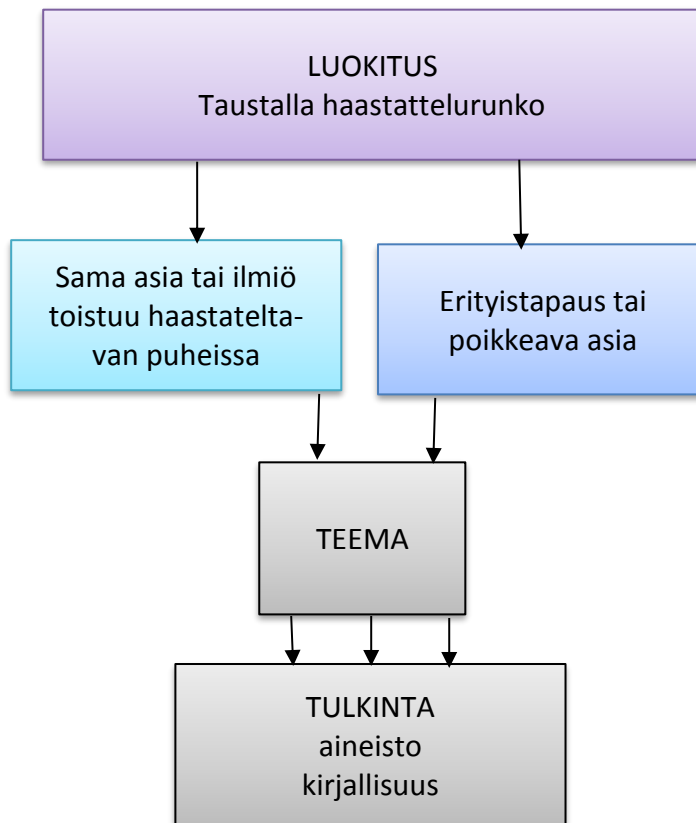 LUOKITUS
Taustalla haastattelurunko
Sama asia tai ilmiö
toistuu haastatelta-
van puheissa
Erityistapaus tai
poikkeava asia
TEEMA
TULKINTA
aineisto
kirjallisuus